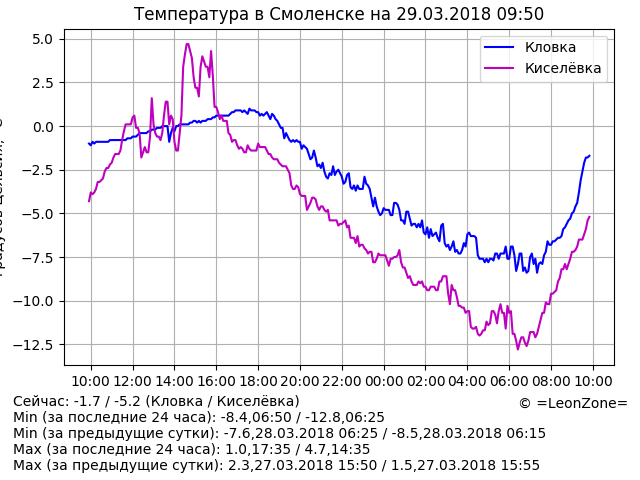 Температура в Смоленске на 29.03.2018 09:50
Кловка
Киселёвка
5.0
2.5
0.0
−2.5
−5.0
−7.5
−10.0
−12.5
10:00 12:00 14:00 16:00 18:00 20:00 22:00 00:00 02:00 04:00 06:00 08:00 10:00
Сейчас: -1.7 / -5.2 (Кловка / Киселёвка)
© =LeonZone=
Min (за последние 24 часа): -8.4,06:50 / -12.8,06:25
Min (за предыдущие сутки): -7.6,28.03.2018 06:25 / -8.5,28.03.2018 06:15
Max (за последние 24 часа): 1.0,17:35 / 4.7,14:35
Max (за предыдущие сутки): 2.3,27.03.2018 15:50 / 1.5,27.03.2018 15:55